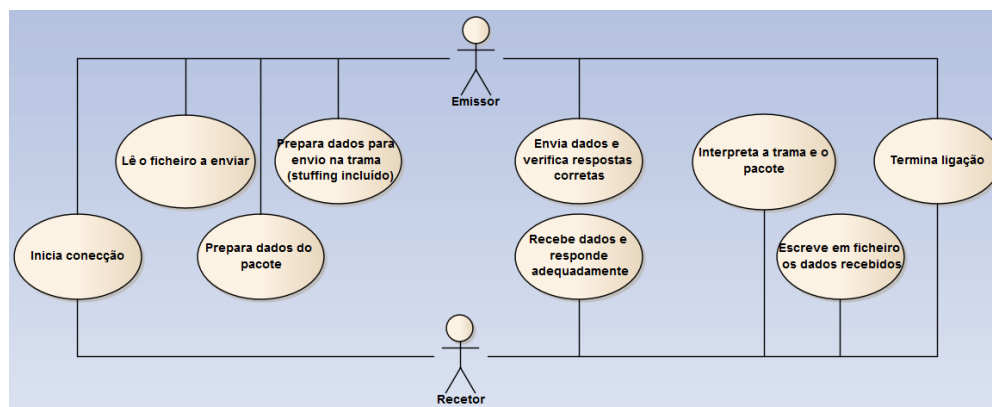 Emissor
Lê o ficheiro a enviar
Prepara dados para
envio na trama
(stuffing incluído)
Envia dados e
verifica respostas
corretas
Interpreta a trama e o
pacote
Termina ligação
Inicia conecção
Prepara dados do
pacote
Recebe dados e
responde
adequadamente
Escreve em ficheiro
os dados recebidos
Recetor